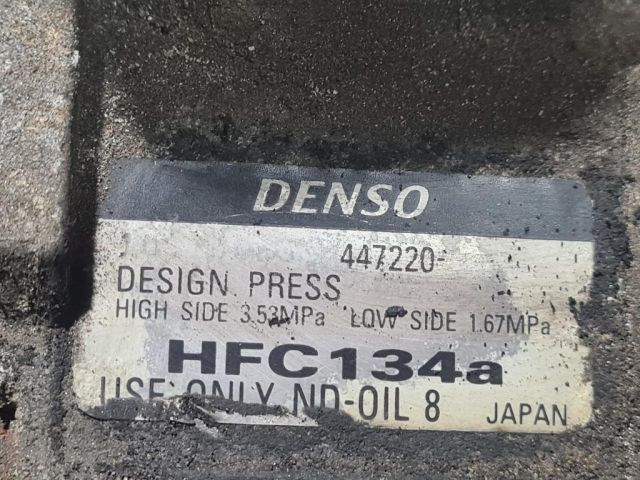 DENSO
447220-
DESIGN PRESS
HIGH SIDE 3.53MPa LOW SIDE 1.67MPa
HFC134a
USE ONLY ND-OIL 8 JAPAN